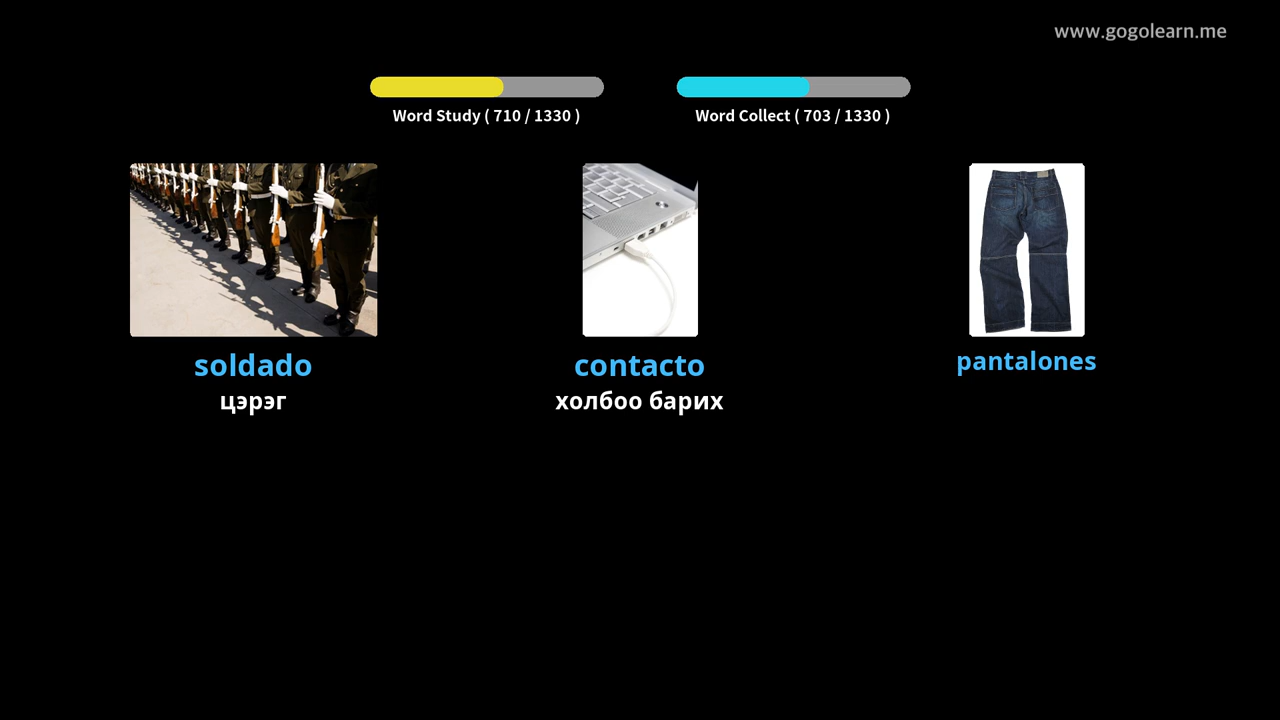 www.gogolearn.me
Word Study ( 710 / 1330 )
Word Collect ( 703 / 1330 )
soldado
цэрэг
contacto
холбоо барих
pantalones